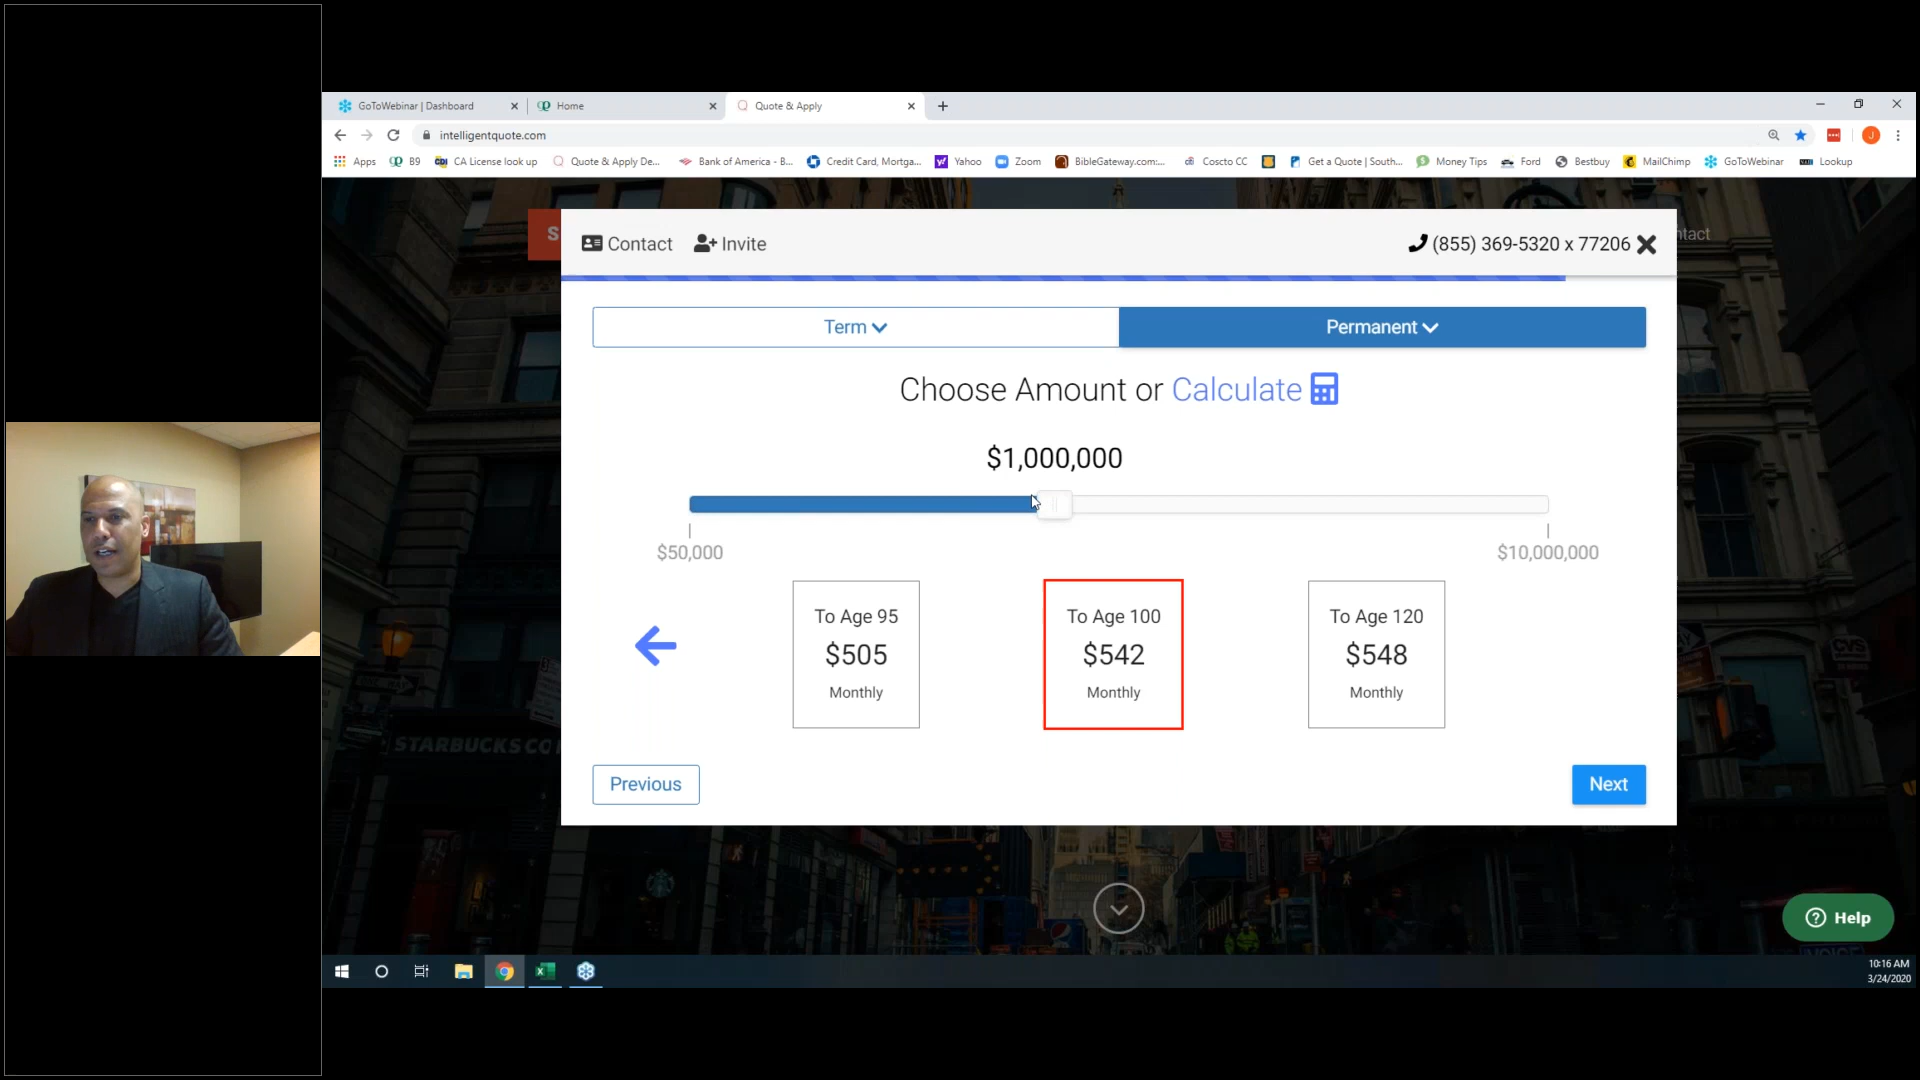 GoToWebinar | Dashboard
Home
Quote & Apply
intelligentquote.com
Apps
B9
CA License look up
Quote & Apply De...
Bank of America - B...
Credit Card, Mortga...
Yahoo
Zoom
BibleGateway.com:...
Coscto CC
Get a Quote | South...
Money Tips
Ford
Bestbuy
MailChimp
GoToWebinar
Lookup
S
Contact
Invite
(855) 369-5320 x 77206
ntact
Term
Permanent
Choose Amount or Calculate
$1,000,000
$50,000
$10,000,000
To Age 95
$505
Monthly
To Age 100
$542
Monthly
To Age 120
$548
Monthly
STARBUCKS CO
CVS
Previous
Next
Help
10:16 AM
3/24/2020